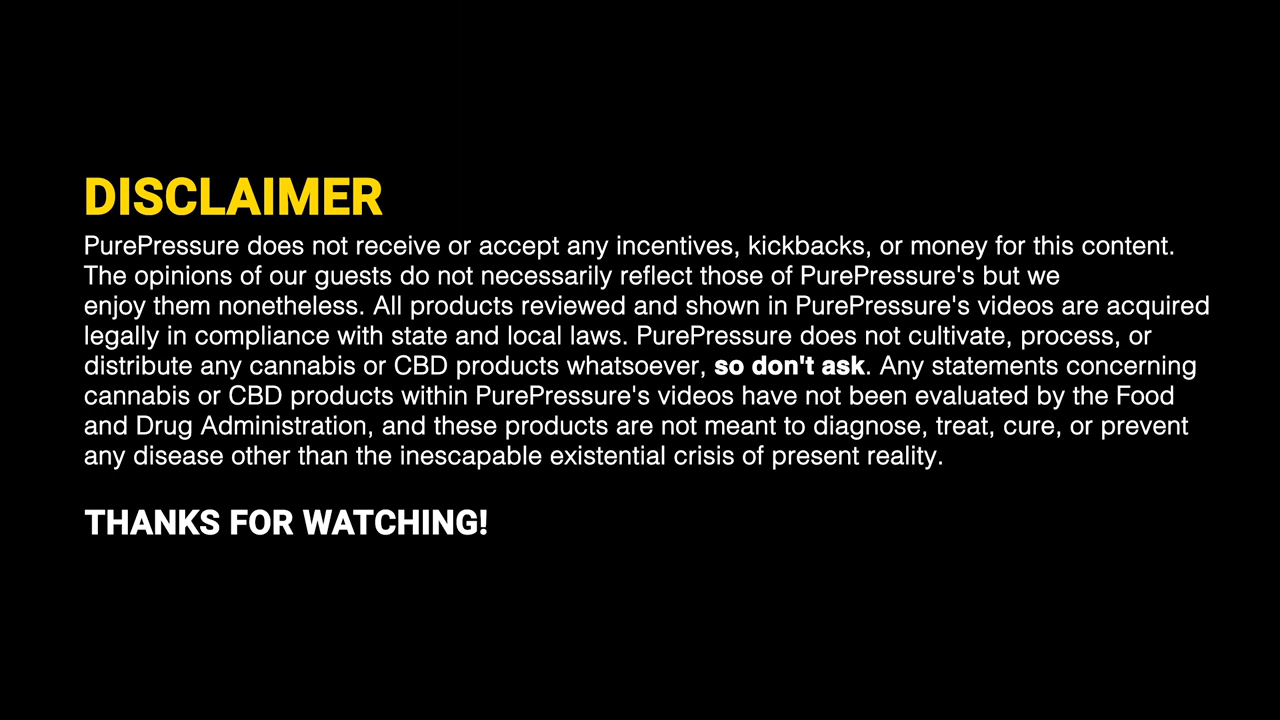 DISCLAIMER
PurePressure does not receive or accept any incentives, kickbacks, or money for this content.
The opinions of our guests do not necessarily reflect those of PurePressure's but we
enjoy them nonetheless. All products reviewed and shown in PurePressure's videos are acquired
legally in compliance with state and local laws. PurePressure does not cultivate, process, or
distribute any cannabis or CBD products whatsoever, so don't ask. Any statements concerning
cannabis or CBD products within PurePressure's videos have not been evaluated by the Food
and Drug Administration, and these products are not meant to diagnose, treat, cure, or prevent
any disease other than the inescapable existential crisis of present reality.
THANKS FOR WATCHING!